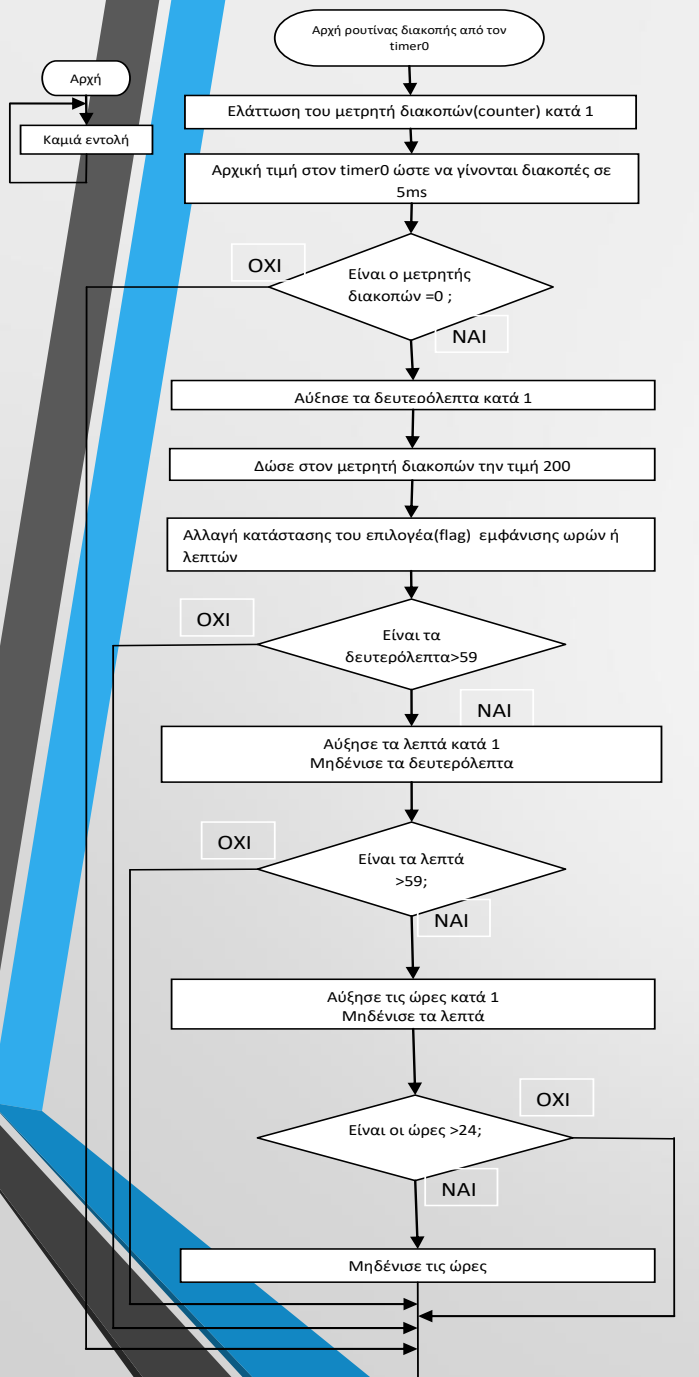 Αρχή
Καμιά εντολή
Αρχή ρουτίνας διακοπής από τον
timer0
Ελάττωση του μετρητή διακοπών(counter) κατά 1
Αρχική τιμή στον timer0 ώστε να γίνονται διακοπές σε
5ms
ΟΧΙ
Είναι ο μετρητής
διακοπών =0 ;
ΝΑΙ
Αύξησε τα δευτερόλεπτα κατά 1
Δώσε στον μετρητή διακοπών την τιμή 200
Αλλαγή κατάστασης του επιλογέα(flag) εμφάνισης ωρών ή
λεπτών
ΟΧΙ
Είναι τα
δευτερόλεπτα>59
ΝΑΙ
Αύξησε τα λεπτά κατά 1
Μηδένισε τα δευτερόλεπτα
ΟΧΙ
Είναι τα λεπτά
>59;
ΝΑΙ
Αύξησε τις ώρες κατά 1
Μηδένισε τα λεπτά
ΟΧΙ
Είναι οι ώρες >24;
ΝΑΙ
Μηδένισε τις ώρες